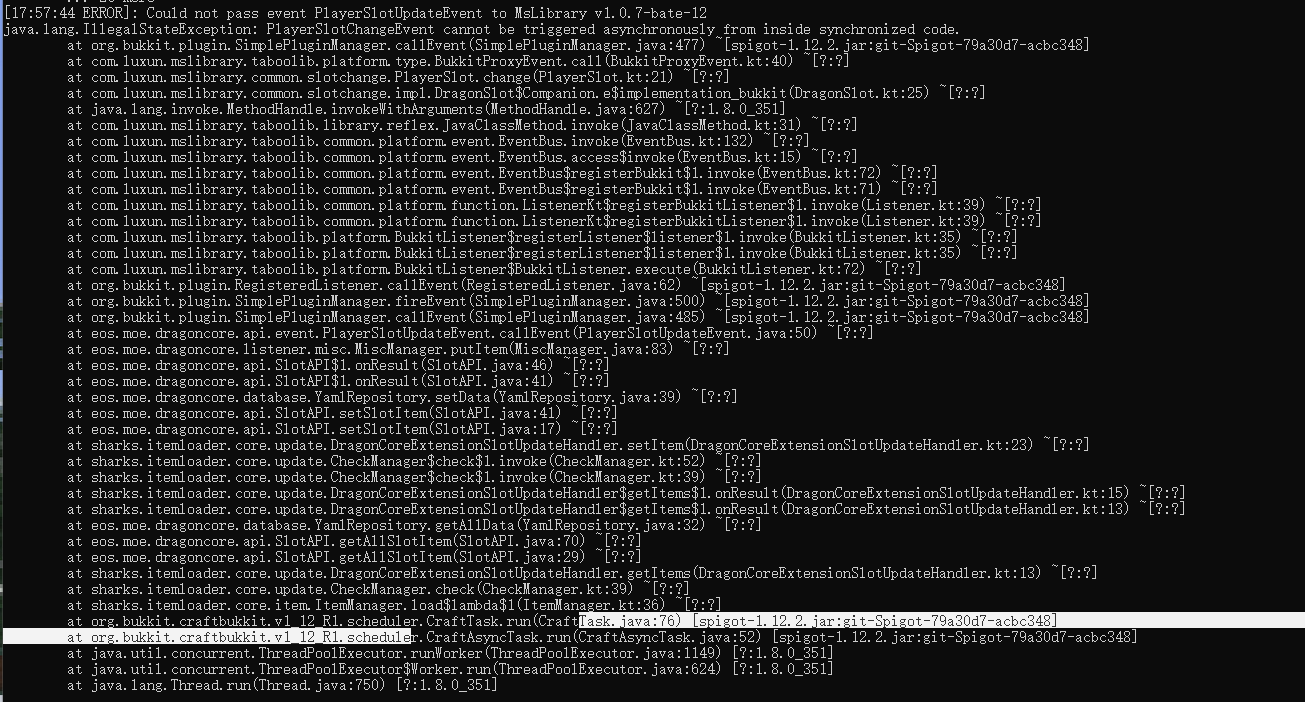 [17:57:44 ERROR]: Could not pass event PlayerSlotUpdateEvent to MsLibrary v1.0.7-bate-12
java.lang.IllegalStateException: PlayerSlotChangeEvent cannot be triggered asynchronously from inside synchronized code.
at org.bukkit.plugin.SimplePluginManager.callEvent(SimplePluginManager.java:477) ~[spigot-1.12.2.jar:git-Spigot-79a30d7-acbc348]
at com.luxun.mslibrary.taboolib.platform.type.BukkitProxyEvent.call(BukkitProxyEvent.kt:40) ~[?:?]
at com.luxun.mslibrary.common.slotchange.PlayerSlot.change(PlayerSlot.kt:21) ~[?:?]
at com.luxun.mslibrary.common.slotchange.impl.DragonSlot$Companion.e$implementation_bukkit(DragonSlot.kt:25) ~[?:?]
at java.lang.invoke.MethodHandle.invokeWithArguments(MethodHandle.java:627) ~[?:1.8.0_351]
at com.luxun.mslibrary.taboolib.library.reflex.JavaClassMethod.invoke(JavaClassMethod.kt:31) ~[?:?]
at com.luxun.mslibrary.taboolib.common.platform.event.EventBus.invoke(EventBus.kt:132) ~[?:?]
at com.luxun.mslibrary.taboolib.common.platform.event.EventBus.access$invoke(EventBus.kt:15) ~[?:?]
at com.luxun.mslibrary.taboolib.common.platform.event.EventBus$registerBukkit$1.invoke(EventBus.kt:72) ~[?:?]
at com.luxun.mslibrary.taboolib.common.platform.event.EventBus$registerBukkit$1.invoke(EventBus.kt:71) ~[?:?]
at com.luxun.mslibrary.taboolib.common.platform.function.ListenerKt$registerBukkitListener$1.invoke(Listener.kt:39) ~[?:?]
at com.luxun.mslibrary.taboolib.common.platform.function.ListenerKt$registerBukkitListener$1.invoke(Listener.kt:39) ~[?:?]
at com.luxun.mslibrary.taboolib.platform.BukkitListener$registerListener$listener$1.invoke(BukkitListener.kt:35) ~[?:?]
at com.luxun.mslibrary.taboolib.platform.BukkitListener$registerListener$listener$1.invoke(BukkitListener.kt:35) ~[?:?]
at com.luxun.mslibrary.taboolib.platform.BukkitListener$BukkitListener.execute(BukkitListener.kt:72) ~[?:?]
at org.bukkit.plugin.RegisteredListener.callEvent(RegisteredListener.java:62) ~[spigot-1.12.2.jar:git-Spigot-79a30d7-acbc348]
at org.bukkit.plugin.SimplePluginManager.fireEvent(SimplePluginManager.java:500) ~[spigot-1.12.2.jar:git-Spigot-79a30d7-acbc348]
at org.bukkit.plugin.SimplePluginManager.callEvent(SimplePluginManager.java:485) ~[spigot-1.12.2.jar:git-Spigot-79a30d7-acbc348]
at eos.moe.dragoncore.api.event.PlayerSlotUpdateEvent.callEvent(PlayerSlotUpdateEvent.java:50) ~[?:?]
at eos.moe.dragoncore.listener.misc.MiscManager.putItem(MiscManager.java:83) ~[?:?]
at eos.moe.dragoncore.api.SlotAPI$1.onResult(SlotAPI.java:46) ~[?:?]
at eos.moe.dragoncore.api.SlotAPI$1.onResult(SlotAPI.java:41) ~[?:?]
at eos.moe.dragoncore.database.YamlRepository.setData(YamlRepository.java:39) ~[?:?]
at eos.moe.dragoncore.api.SlotAPI.setSlotItem(SlotAPI.java:41) ~[?:?]
at eos.moe.dragoncore.api.SlotAPI.setSlotItem(SlotAPI.java:17) ~[?:?]
at sharks.itemloader.core.update.DragonCoreExtensionSlotUpdateHandler.setItem(DragonCoreExtensionSlotUpdateHandler.kt:23) ~[?:?]
at sharks.itemloader.core.update.CheckManager$check$1.invoke(CheckManager.kt:52) ~[?:?]
at sharks.itemloader.core.update.CheckManager$check$1.invoke(CheckManager.kt:39) ~[?:?]
at sharks.itemloader.core.update.DragonCoreExtensionSlotUpdateHandler$getItems$1.onResult(DragonCoreExtensionSlotUpdateHandler.kt:15) ~[?:?]
at sharks.itemloader.core.update.DragonCoreExtensionSlotUpdateHandler$getItems$1.onResult(DragonCoreExtensionSlotUpdateHandler.kt:13) ~[?:?]
at eos.moe.dragoncore.database.YamlRepository.getAllData(YamlRepository.java:32) ~[?:?]
at eos.moe.dragoncore.api.SlotAPI.getAllSlotItem(SlotAPI.java:70) ~[?:?]
at eos.moe.dragoncore.api.SlotAPI.getAllSlotItem(SlotAPI.java:29) ~[?:?]
at sharks.itemloader.core.update.DragonCoreExtensionSlotUpdateHandler.getItems(DragonCoreExtensionSlotUpdateHandler.kt:13) ~[?:?]
at sharks.itemloader.core.update.CheckManager.check(CheckManager.kt:39) ~[?:?]
at sharks.itemloader.core.item.ItemManager.load$lambda$1(ItemManager.kt:36) ~[?:?]
at org.bukkit.craftbukkit.v1_12_R1.scheduler.CraftTask.run(CraftTask.java:76) [spigot-1.12.2.jar:git-Spigot-79a30d7-acbc348]
at org.bukkit.craftbukkit.v1_12_R1.scheduler.CraftAsyncTask.run(CraftAsyncTask.java:52) [spigot-1.12.2.jar:git-Spigot-79a30d7-acbc348]
at java.util.concurrent.ThreadPoolExecutor.runWorker(ThreadPoolExecutor.java:1149) [?:1.8.0_351]
at java.util.concurrent.ThreadPoolExecutor$Worker.run(ThreadPoolExecutor.java:624) [?:1.8.0_351]
at java.lang.Thread.run(Thread.java:750) [?:1.8.0_351]